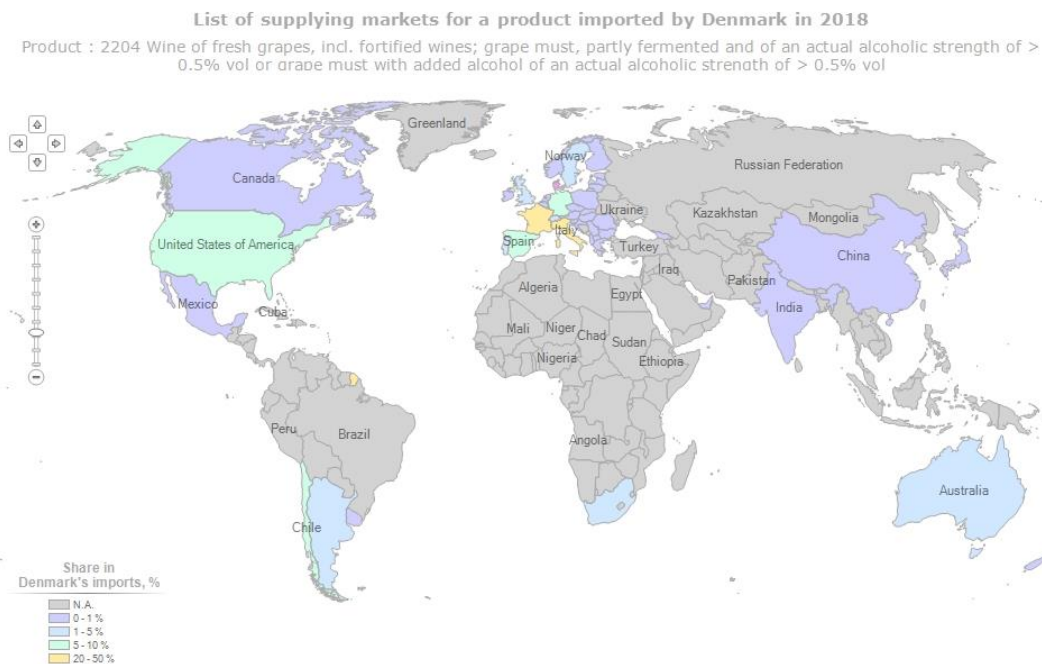 List of supplying markets for a product imported by Denmark in 2018
Product : 2204 Wine of fresh grapes, incl. fortified wines; grape must, partly fermented and of an actual alcoholic strength of >
0.5% vol or grape must with added alcohol of an actual alcoholic strength of > 0.5% vol
Greenland
Norway
Russian Federation
Canada
Ukraine
Kazakhstan
Mongolia
United States of America
Spain
Italy
Turkey
China
Iraq
Pakistan
Algeria
Egypt
India
Mexico
Cuba
Mali
Niger
Chad
Sudan
Nigeria
Ethiopia
Peru
Brazil
Angola
Australia
Chile
Share in
Denmark's imports, %
N.A.
0 - 1 %
1 - 5 %
5 - 10 %
20 - 50 %